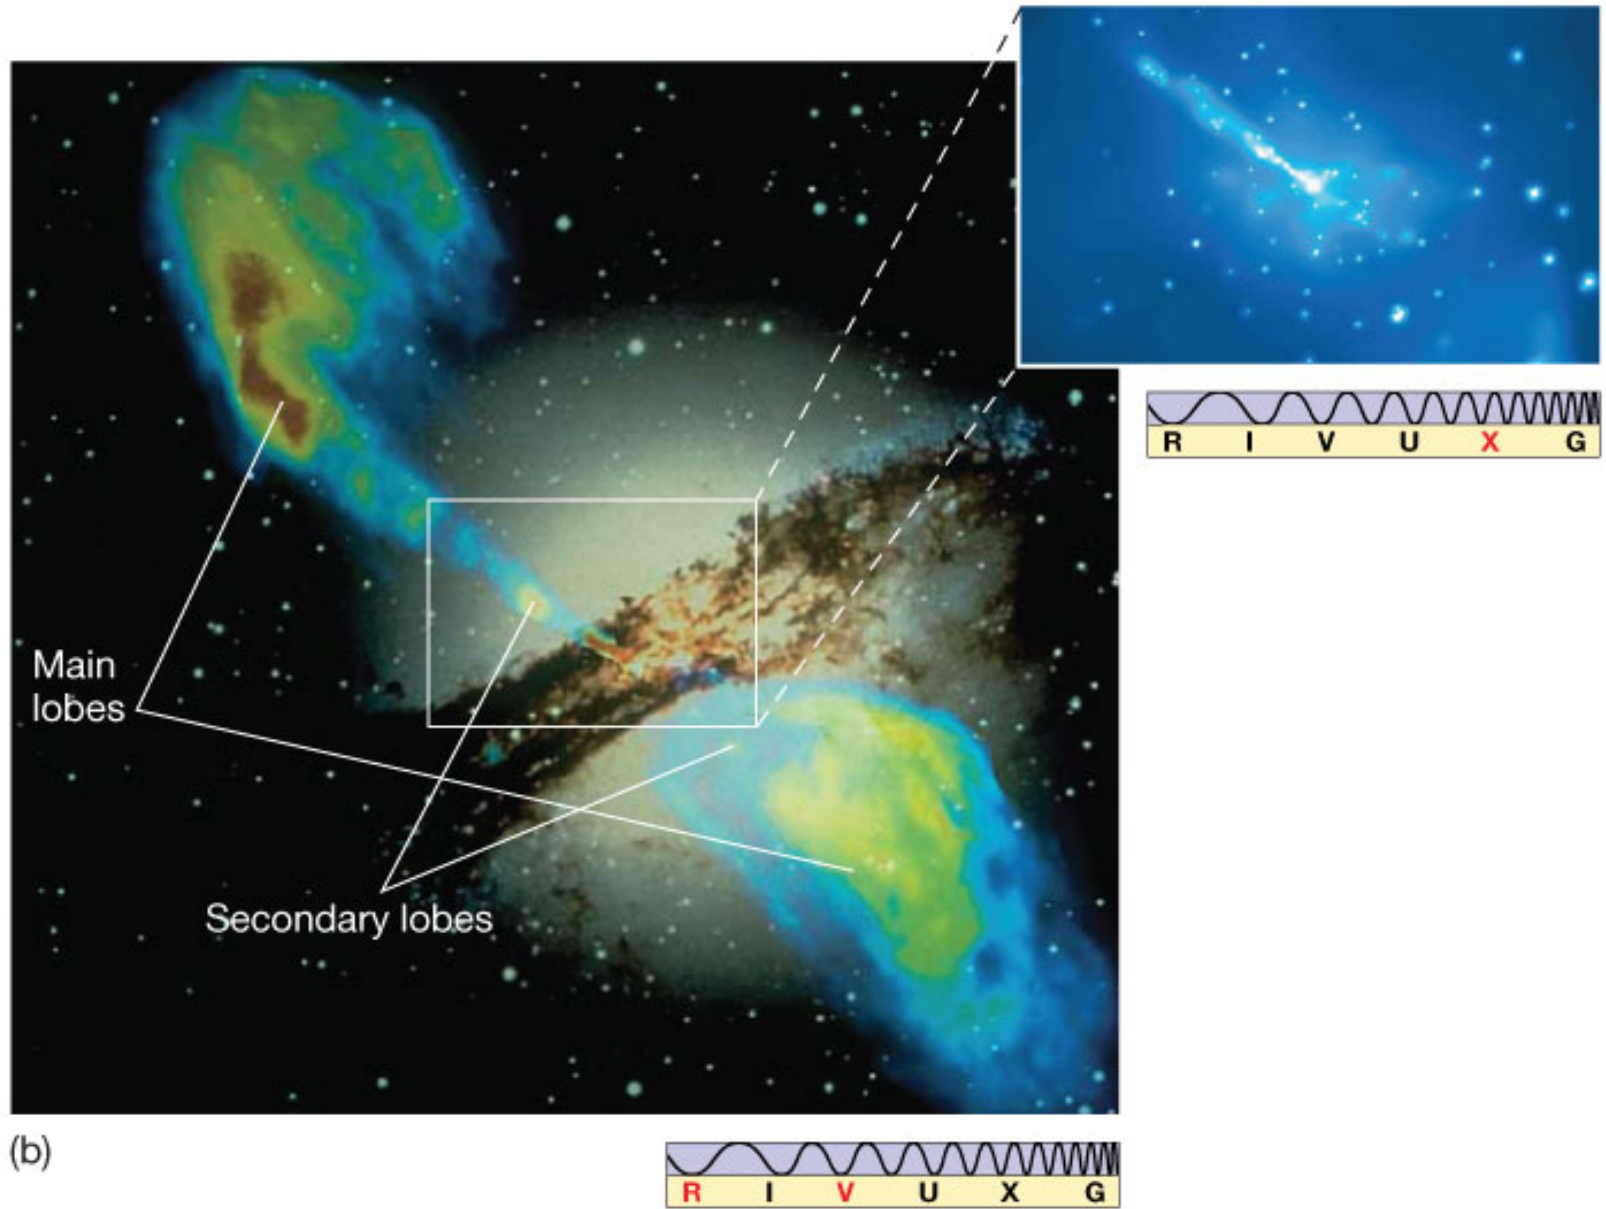 R I V U X G
Main
lobes
Secondary lobes
(b)
R I V U X G